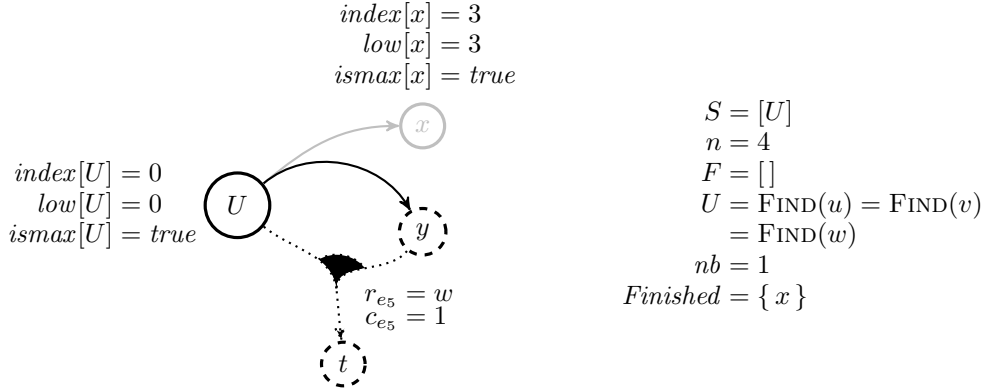 index[x] = 3
low[x] = 3
ismax[x] = true
x
index[U] = 0
low[U] = 0
ismax[U] = true
U
y
r_{e_5} = w
c_{e_5} = 1
t
S = [U]
n = 4
F = [ ]
U = FIND(u) = FIND(v)
= FIND(w)
nb = 1
Finished = { x }